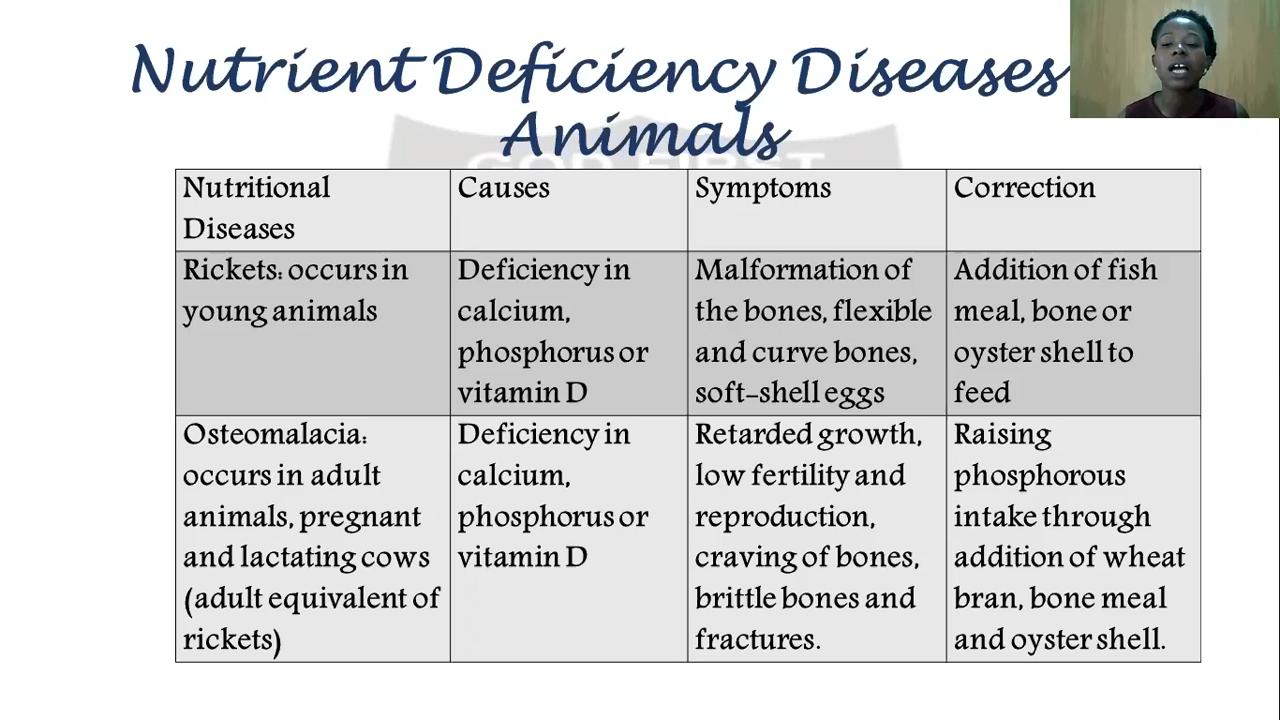 Nutrient Deficiency Diseases
Animals
GOD FIRST
Nutritional
Diseases
Causes
Symptoms
Correction
Rickets: occurs in
young animals
Deficiency in
calcium,
phosphorus or
vitamin D
Malformation of
the bones, flexible
and curve bones,
soft-shell eggs
Addition of fish
meal, bone or
oyster shell to
feed
Osteomalacia:
occurs in adult
animals, pregnant
and lactating cows
(adult equivalent of
rickets)
Deficiency in
calcium,
phosphorus or
vitamin D
Retarded growth,
low fertility and
reproduction,
craving of bones,
brittle bones and
fractures.
Raising
phosphorous
intake through
addition of wheat
bran, bone meal
and oyster shell.